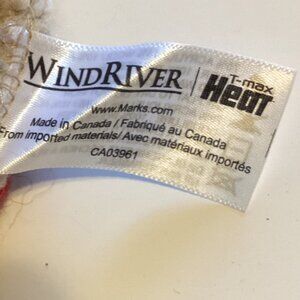 WINDRIVER
T-max
HEAT
www.Marks.com
Made in Canada / Fabriqué au Canada
From imported materials/ Avec matériaux importés
CA03961